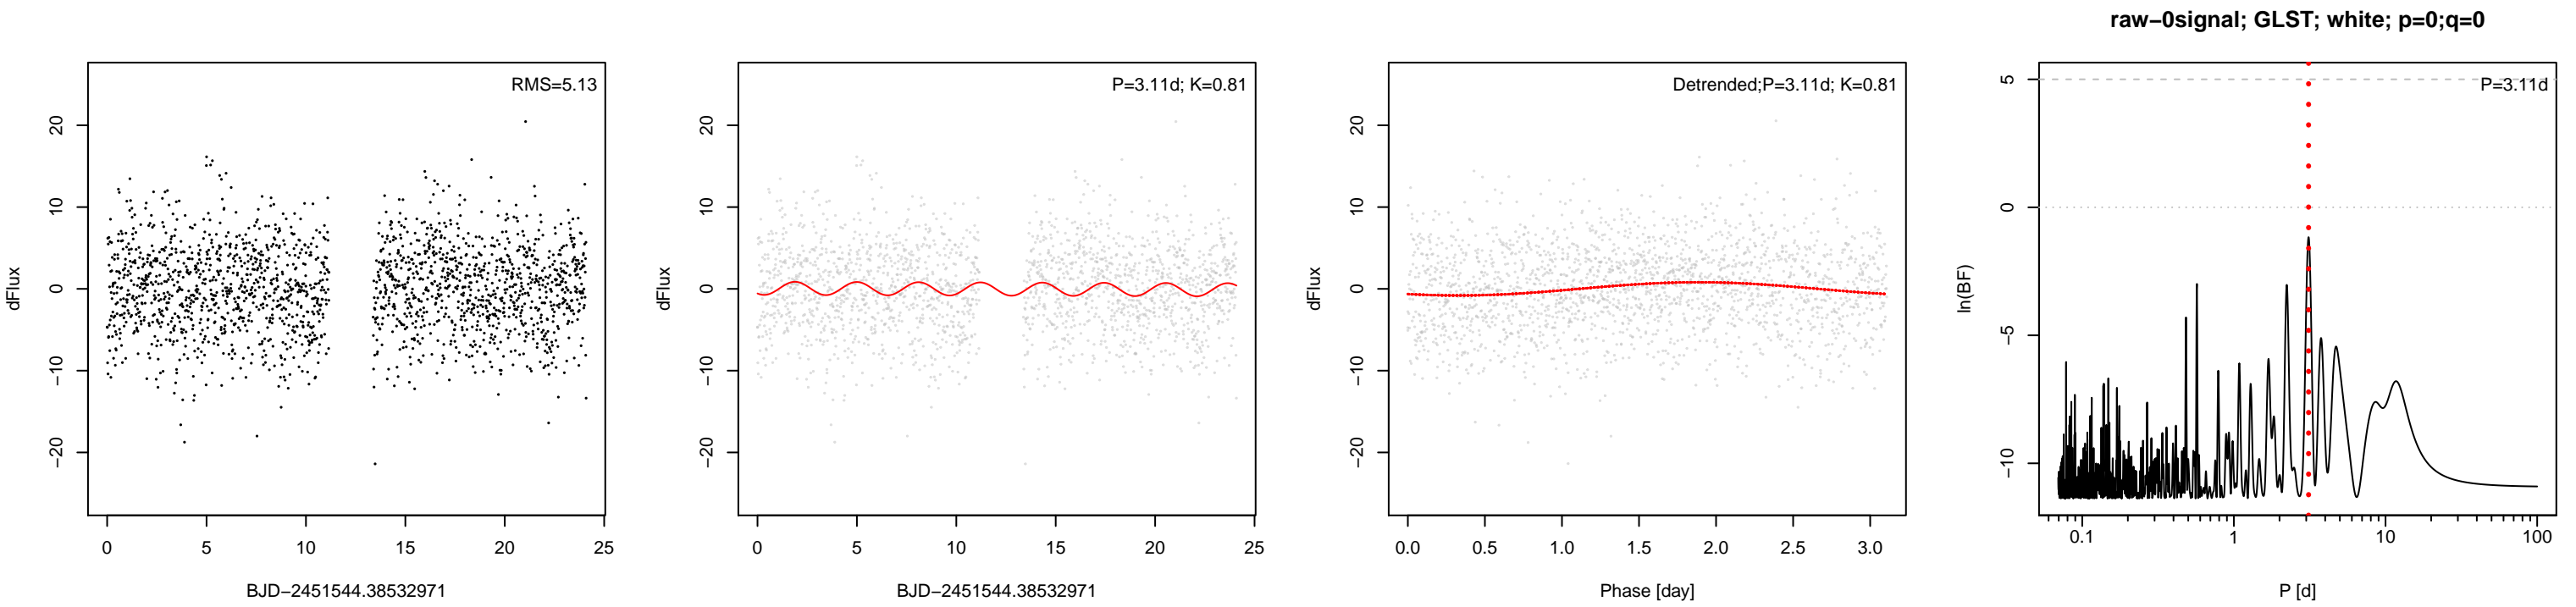 raw−0signal; GLST; white; p=0;q=0
RMS=5.13
dFlux
20
10
0
−10
−20
0 5 10 15 20 25
BJD−2451544.38532971
P=3.11d; K=0.81
dFlux
20
10
0
−10
−20
0 5 10 15 20 25
BJD−2451544.38532971
Detrended;P=3.11d; K=0.81
dFlux
20
10
0
−10
−20
0.0 0.5 1.0 1.5 2.0 2.5 3.0
Phase [day]
P=3.11d
ln(BF)
5
0
−5
−10
0.1 1 10 100
P [d]